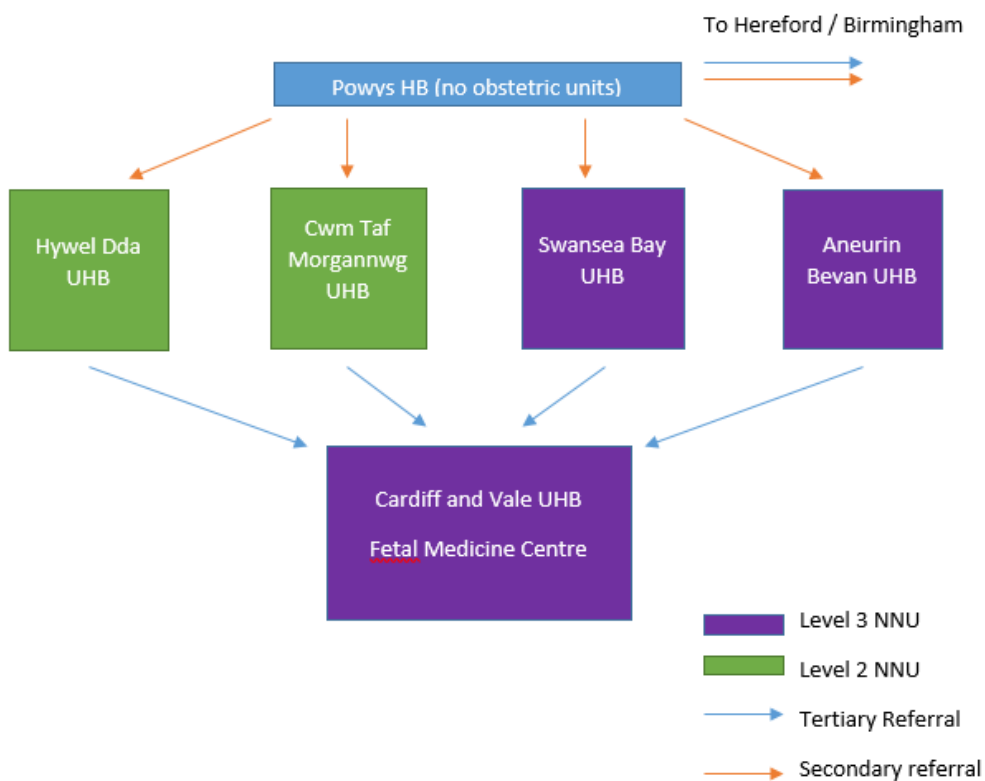 To Hereford / Birmingham
Powys HB (no obstetric units)
Hywel Dda
UHB
Cwm Taf
Morgannwg
UHB
Swansea Bay
UHB
Aneurin
Bevan UHB
Cardiff and Vale UHB
Fetal Medicine Centre
Level 3 NNU
Level 2 NNU
Tertiary Referral
Secondary referral